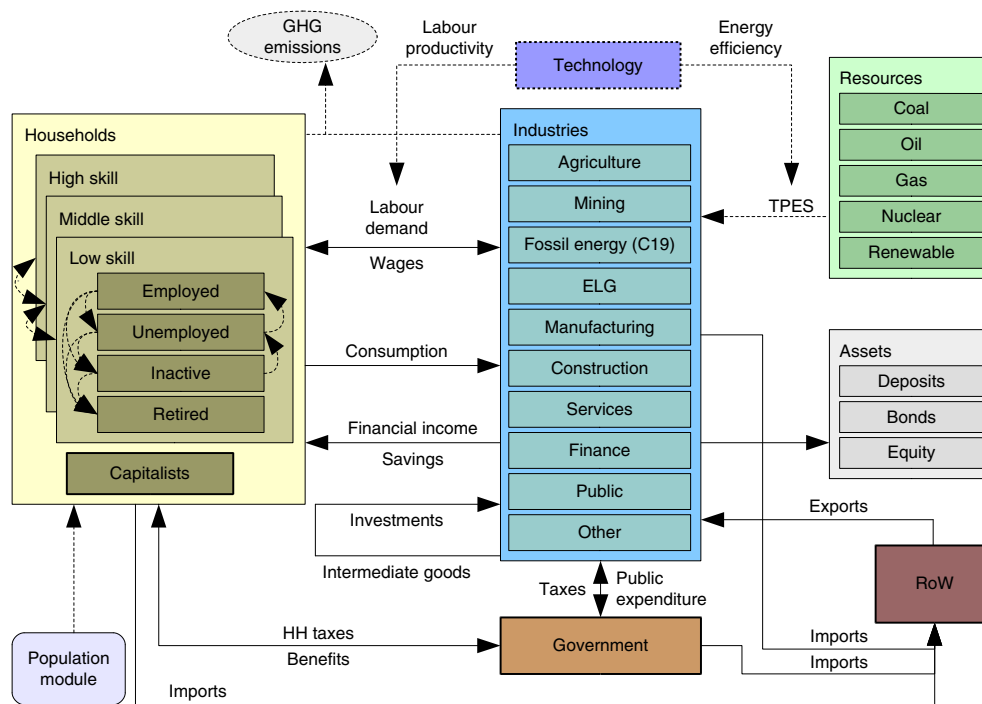 GHG
emissions
Labour
productivity
Technology
Energy
efficiency
Resources
Coal
Oil
Gas
Nuclear
Renewable
Households
High skill
Middle skill
Low skill
Employed
Unemployed
Inactive
Retired
Capitalists
Industries
Agriculture
Mining
Fossil energy (C19)
ELG
Manufacturing
Construction
Services
Finance
Public
Other
Labour
demand
Wages
TPES
Consumption
Financial income
Savings
Investments
Intermediate goods
Assets
Deposits
Bonds
Equity
Exports
RoW
Taxes
Public
expenditure
Government
HH taxes
Benefits
Imports
Imports
Imports
Population
module